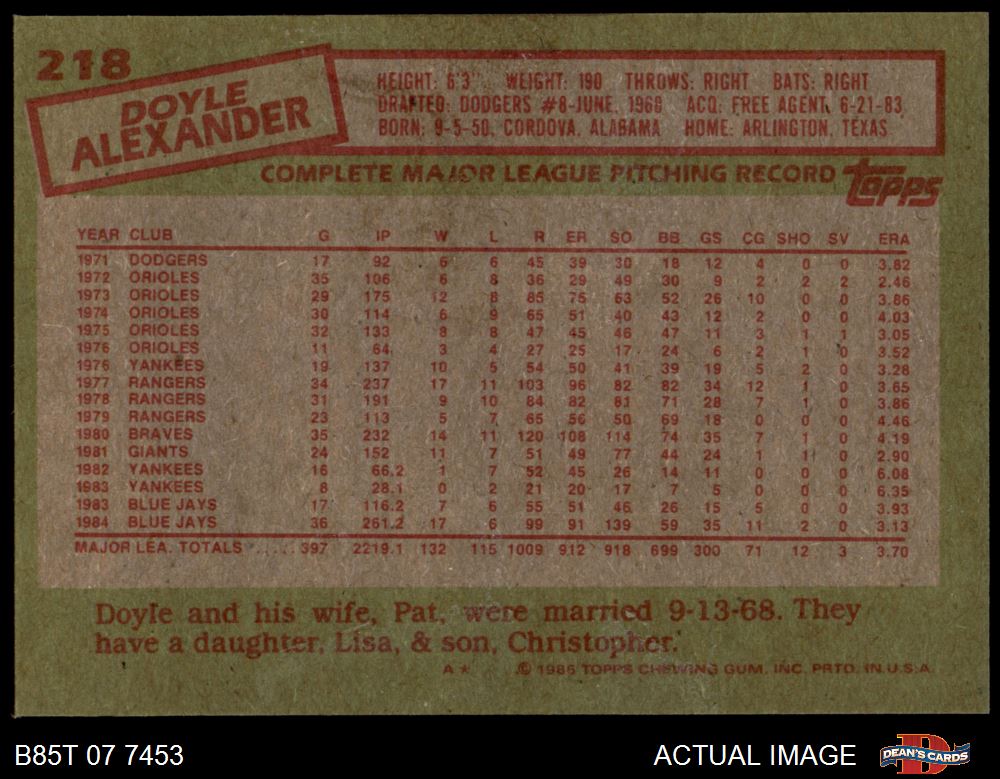 218
DOYLE
ALEXANDER
HEIGHT: 6'3" WEIGHT: 190 THROWS: RIGHT BATS: RIGHT
DRAFTED: DODGERS #8-JUNE, 1968 ACQ: FREE AGENT, 6-21-83
BORN: 9-5-50, CORDOVA, ALABAMA HOME: ARLINGTON, TEXAS
COMPLETE MAJOR LEAGUE PITCHING RECORD topps
YEAR CLUB G IP W L R ER SO BB GS CG SHO SV ERA
1971 DODGERS 17 92 6 6 45 39 30 18 12 4 0 0 3.82
1972 ORIOLES 35 106 6 8 36 29 49 30 9 2 2 2 2.46
1973 ORIOLES 29 175 12 8 85 75 63 52 26 10 0 0 3.86
1974 ORIOLES 30 114 6 9 65 51 40 43 12 2 0 0 4.03
1975 ORIOLES 32 133 8 8 47 45 46 47 11 3 1 1 3.05
1976 ORIOLES 11 64 3 4 27 25 17 24 6 2 1 0 3.52
1976 YANKEES 19 137 10 5 54 50 41 39 19 5 2 0 3.28
1977 RANGERS 34 237 17 11 103 96 82 82 34 12 1 0 3.65
1978 RANGERS 31 191 9 10 84 82 81 71 28 7 1 0 3.86
1979 RANGERS 23 113 5 7 65 56 50 69 18 0 0 0 4.46
1980 BRAVES 35 232 14 11 120 108 114 74 35 7 1 0 4.19
1981 GIANTS 24 152 11 7 51 49 77 44 24 1 1 0 2.90
1982 YANKEES 16 66.2 1 7 52 45 26 14 11 0 0 0 6.08
1983 YANKEES 8 28.1 0 2 21 20 17 7 5 0 0 0 6.35
1983 BLUE JAYS 17 116.2 7 6 55 51 46 26 15 5 0 0 3.93
1984 BLUE JAYS 36 261.2 17 6 99 91 139 59 35 11 2 0 3.13
MAJOR LEA. TOTALS ..... 397 2219.1 132 115 1009 912 918 699 300 71 12 3 3.70
Doyle and his wife, Pat, were married 9-13-68. They
have a daughter, Lisa, & son, Christopher.
A * © 1985 TOPPS CHEWING GUM, INC. PRTD. IN U.S.A.
B85T 07 7453 ACTUAL IMAGE DEAN'S CARDS